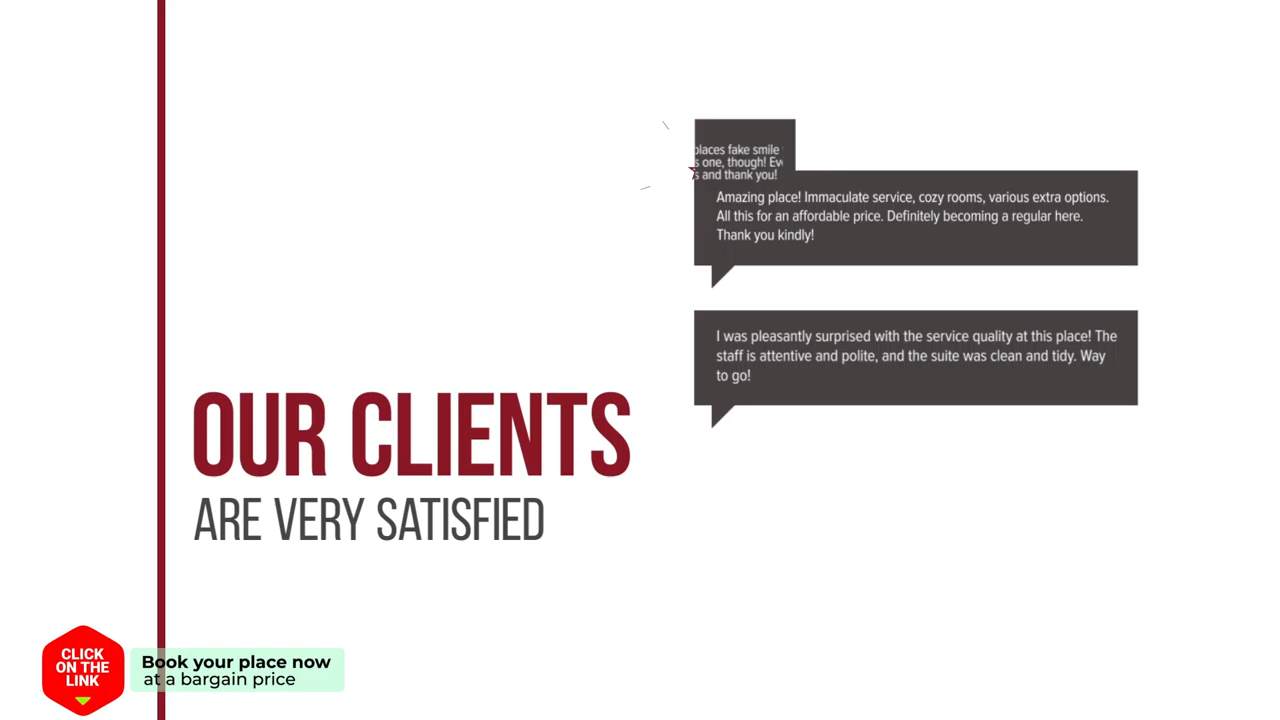 places fake smile
s one, though! Ev
s and thank you!
Amazing place! Immaculate service, cozy rooms, various extra options.
All this for an affordable price. Definitely becoming a regular here.
Thank you kindly!
I was pleasantly surprised with the service quality at this place! The
staff is attentive and polite, and the suite was clean and tidy. Way
to go!
OUR CLIENTS
ARE VERY SATISFIED
CLICK
ON THE
LINK
Book your place now
at a bargain price